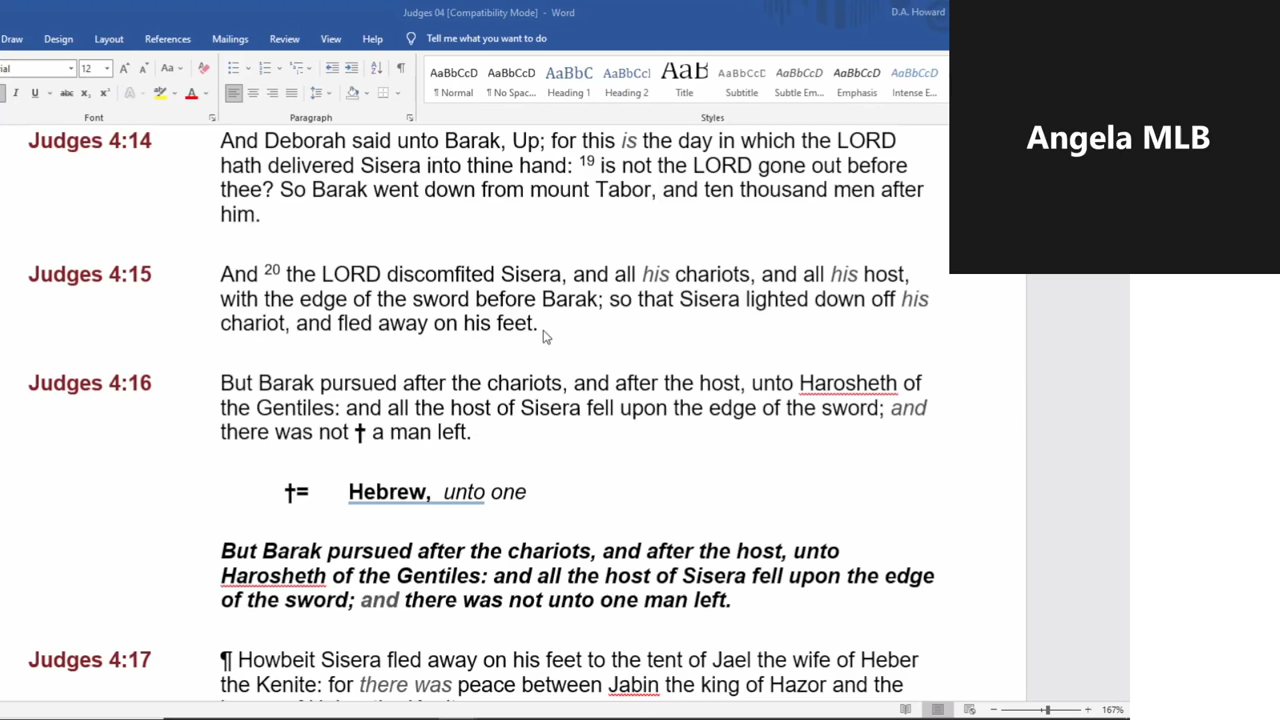 Judges 04 [Compatibility Mode] - Word
D.A. Howard
Draw Design Layout References Mailings Review View Help Tell me what you want to do
12
AaBbCcD AaBbCcD AaBbC AaBbCcI AaB AaBbCcD AaBbCcD AaBbCcD AaBbCcD
¶ Normal ¶ No Spac... Heading 1 Heading 2 Title Subtitle Subtle Em... Emphasis Intense E...
Font Paragraph Styles
Angela MLB
Judges 4:14 And Deborah said unto Barak, Up; for this is the day in which the LORD
hath delivered Sisera into thine hand: 19 is not the LORD gone out before
thee? So Barak went down from mount Tabor, and ten thousand men after
him.
Judges 4:15 And 20 the LORD discomfited Sisera, and all his chariots, and all his host,
with the edge of the sword before Barak; so that Sisera lighted down off his
chariot, and fled away on his feet.
Judges 4:16 But Barak pursued after the chariots, and after the host, unto Harosheth of
the Gentiles: and all the host of Sisera fell upon the edge of the sword; and
there was not † a man left.
†= Hebrew, unto one
But Barak pursued after the chariots, and after the host, unto
Harosheth of the Gentiles: and all the host of Sisera fell upon the edge
of the sword; and there was not unto one man left.
Judges 4:17 ¶ Howbeit Sisera fled away on his feet to the tent of Jael the wife of Heber
the Kenite: for there was peace between Jabin the king of Hazor and the
167%